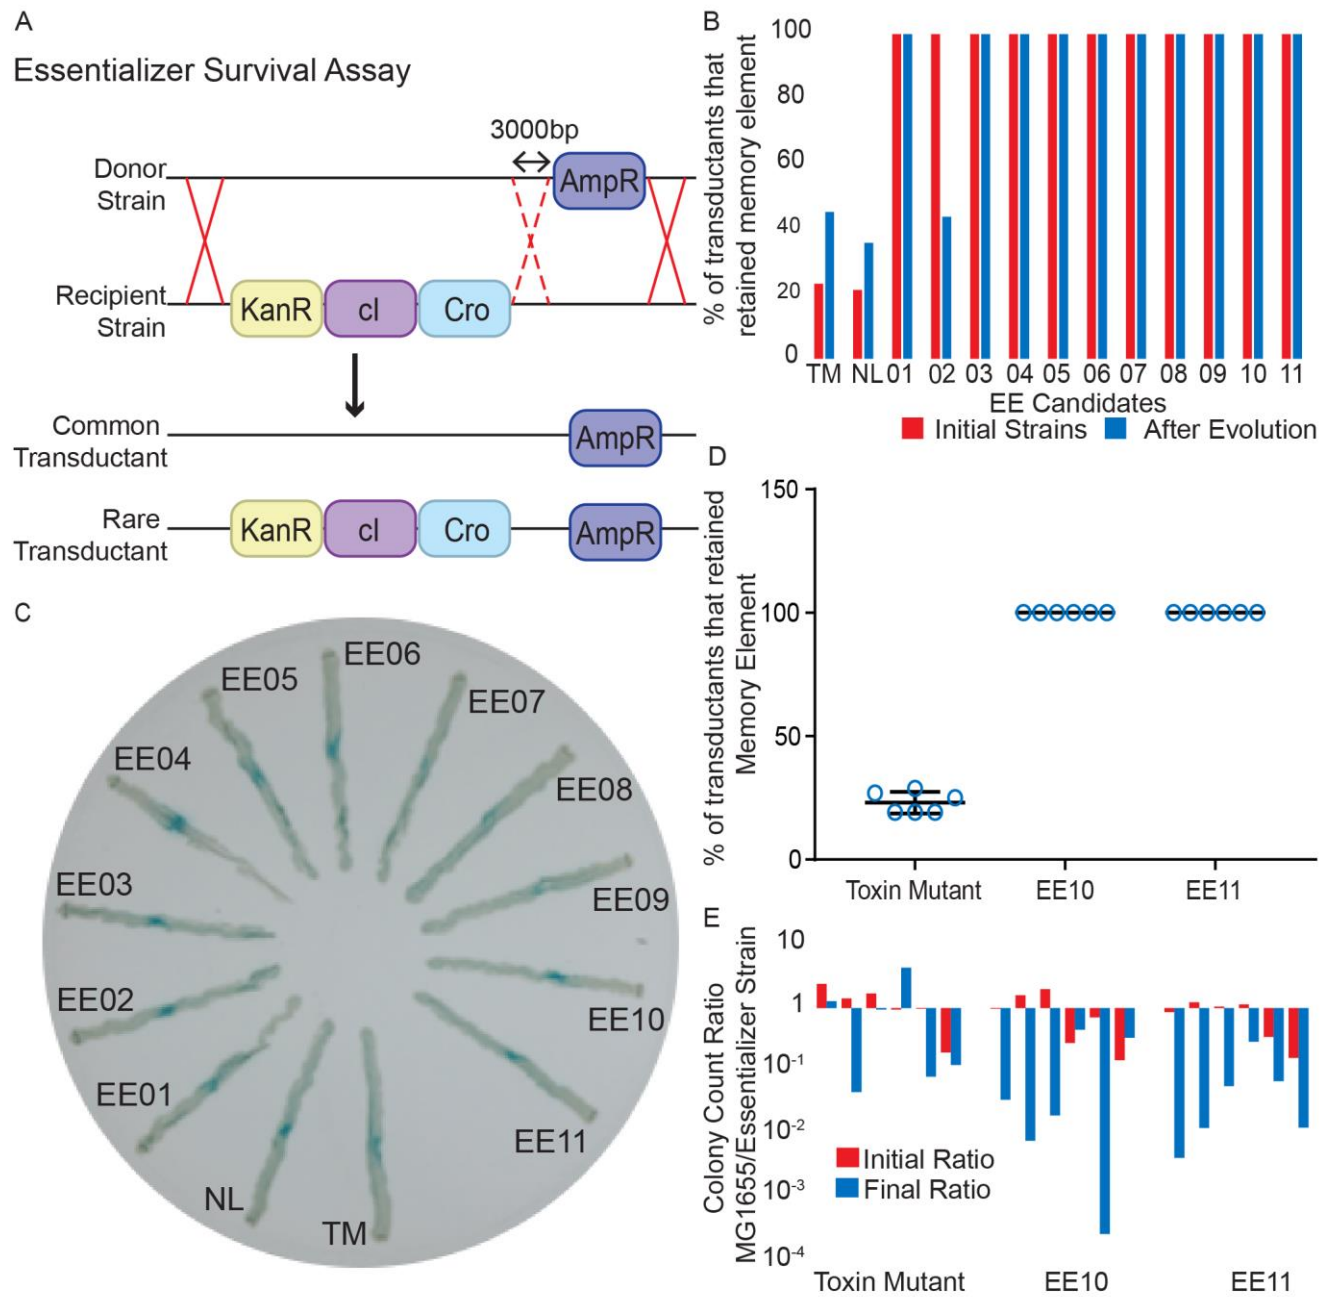 A
Essentializer Survival Assay
3000bp
Donor
Strain
AmpR
Recipient
Strain
KanR
cI
Cro
Common
Transductant
AmpR
Rare
Transductant
KanR
cI
Cro
AmpR
B
% of transductants that
retained memory element
100
80
60
40
20
0
TM NL 01 02 03 04 05 06 07 08 09 10 11
EE Candidates
Initial Strains After Evolution
C
EE06
EE05
EE07
EE04
EE08
EE03
EE09
EE02
EE10
EE01
EE11
NL
TM
D
% of transductants that retained
Memory Element
150
100
50
0
Toxin Mutant EE10 EE11
E
Colony Count Ratio
MG1655/Essentializer Strain
10
1
10⁻¹
10⁻²
10⁻³
10⁻⁴
Initial Ratio
Final Ratio
Toxin Mutant EE10 EE11